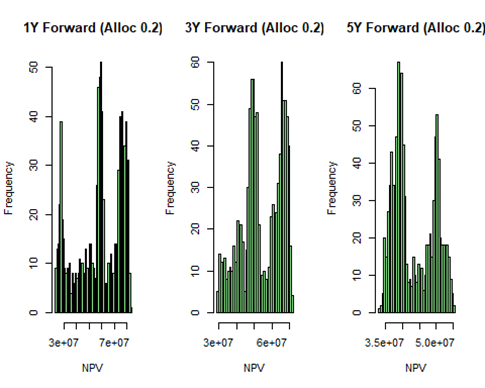 1Y Forward (Alloc 0.2)
Frequency
0 10 20 30 40 50
3e+07 7e+07
NPV
3Y Forward (Alloc 0.2)
Frequency
0 10 20 30 40 50 60
3e+07 6e+07
NPV
5Y Forward (Alloc 0.2)
Frequency
0 10 20 30 40 50 60
3.5e+07 5.0e+07
NPV